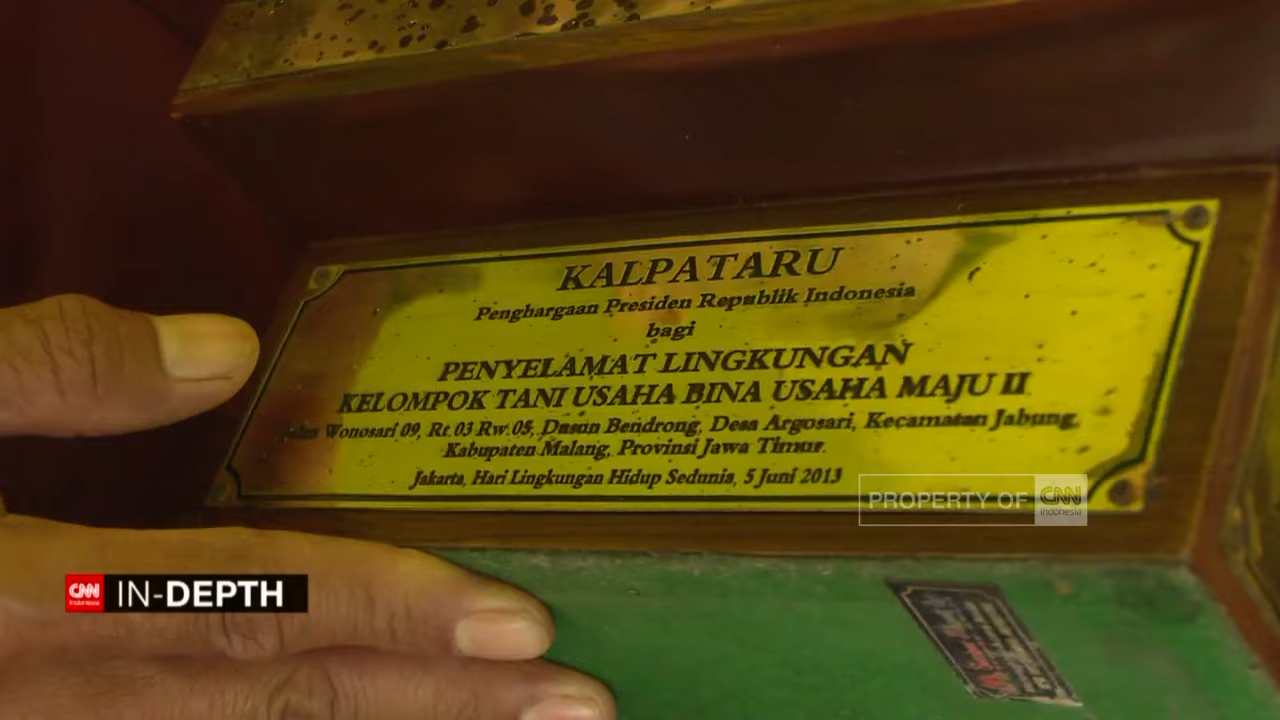 KALPATARU
Penghargaan Presiden Republik Indonesia
bagi
PENYELAMAT LINGKUNGAN
KELOMPOK TANI USAHA BINA USAHA MAJU II
Wonosari 09, Rt. 03 Rw. 05, Dusun Bendrong, Desa Argosari, Kecamatan Jabung,
Kabupaten Malang, Provinsi Jawa Timur.
Jakarta, Hari Lingkungan Hidup Sedunia, 5 Juni 2013
PROPERTY OF CNN Indonesia
CNN Indonesia IN-DEPTH